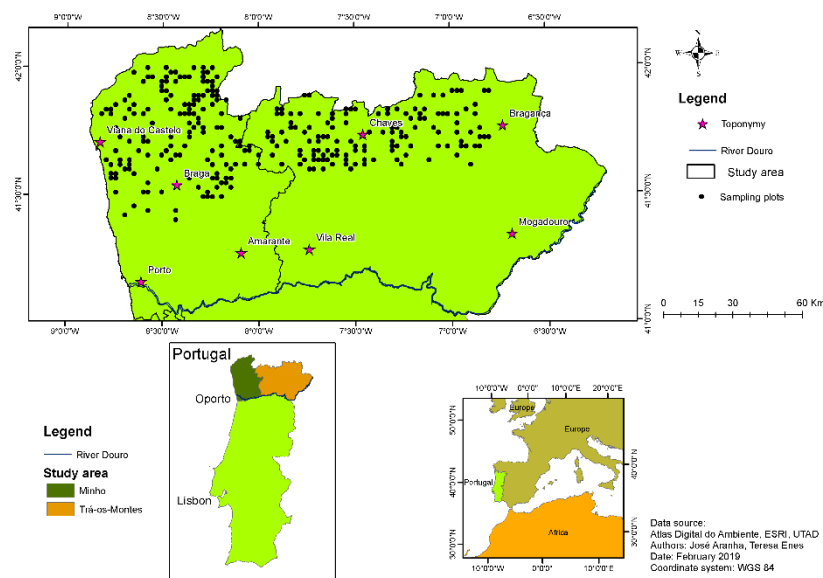 9°0'0"W 8°30'0"W 8°0'0"W 7°30'0"W 7°0'0"W 6°30'0"W
42°0'0"N
42°0'0"N
41°30'0"N
41°30'0"N
41°0'0"N
Viana do Castelo
Braga
Chaves
Bragança
Mogadouro
Amarante
Vila Real
Porto
9°0'0"W 8°30'0"W 8°0'0"W 7°30'0"W 7°0'0"W 6°30'0"W
N
W E
S
Legend
Toponymy
River Douro
Study area
Sampling plots
0 15 30 60 Km
Portugal
Oporto
Lisbon
Legend
River Douro
Study area
Minho
Trá-os-Montes
10°0'0"W 0°0'0" 10°0'0"E 20°0'0"E
50°0'0"N
40°0'0"N
30°0'0"N
40°0'0"N
30°0'0"N
Europe
Europe
Portugal
Africa
10°0'0"W 0°0'0" 10°0'0"E
Data source:
Atlas Digital do Ambiente, ESRI, UTAD
Authors: José Aranha, Teresa Enes
Date: February 2019
Coordinate system: WGS 84